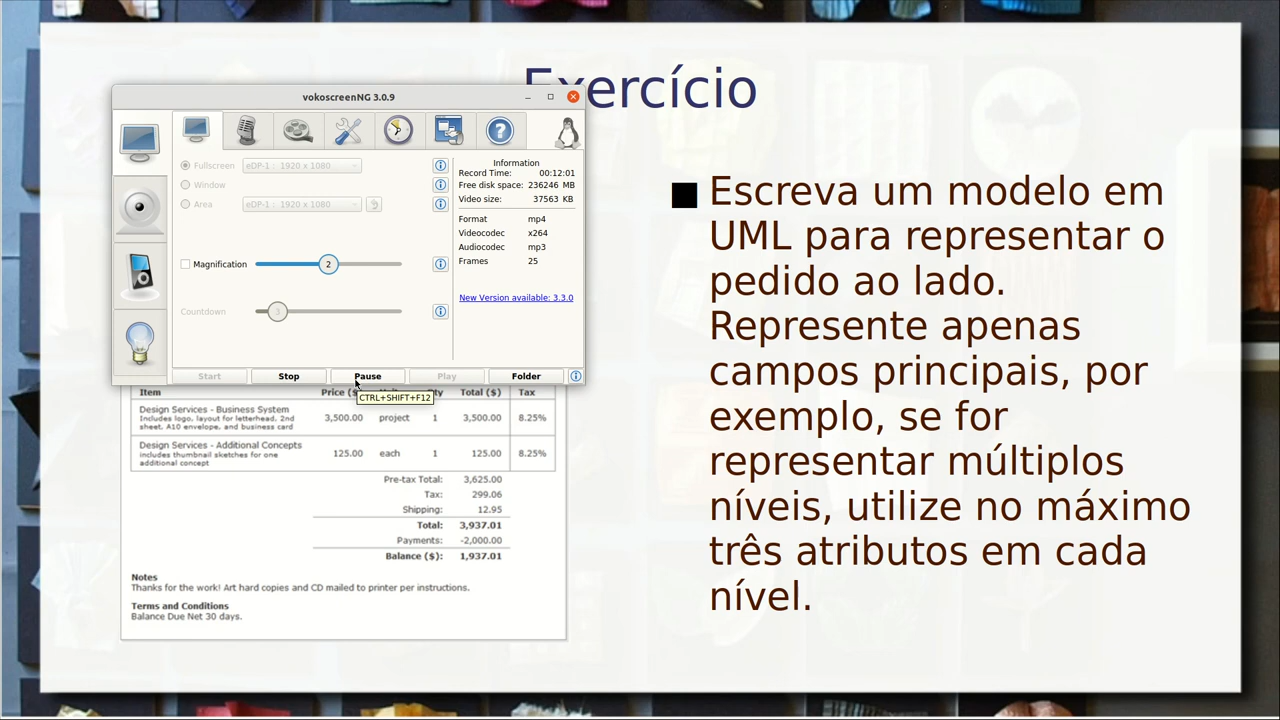 Exercício
vokoscreenNG 3.0.9
Fullscreen
eDP-1 : 1920 x 1080
Window
Area
eDP-1 : 1920 x 1080
Magnification
2
Countdown
3
Information
Record Time: 00:12:01
Free disk space: 236246 MB
Video size: 37563 KB
Format mp4
Videocodec x264
Audiocodec mp3
Frames 25
New Version available: 3.3.0
Start Stop Pause Play Folder
CTRL+SHIFT+F12
Item Price ($ Total ($) Tax
Design Services - Business System
Includes logo, layout for letterhead, 2nd
sheet, A10 envelope, and business card
3,500.00 project 1 3,500.00 8.25%
Design Services - Additional Concepts
includes thumbnail sketches for one
additional concept
125.00 each 1 125.00 8.25%
Pre-tax Total: 3,625.00
Tax: 299.06
Shipping: 12.95
Total: 3,937.01
Payments: -2,000.00
Balance ($): 1,937.01
Notes
Thanks for the work! Art hard copies and CD mailed to printer per instructions.
Terms and Conditions
Balance Due Net 30 days.
Escreva um modelo em
UML para representar o
pedido ao lado.
Represente apenas
campos principais, por
exemplo, se for
representar múltiplos
níveis, utilize no máximo
três atributos em cada
nível.